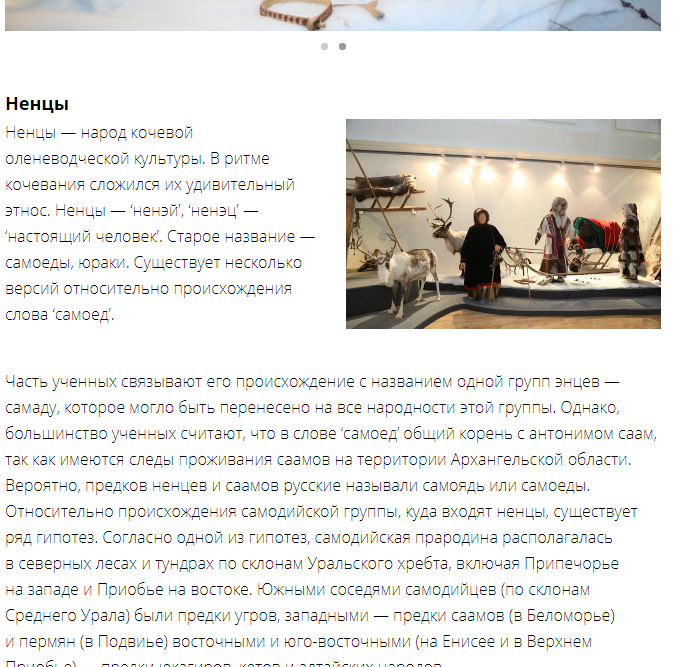 Ненцы
Ненцы — народ кочевой
оленеводческой культуры. В ритме
кочевания сложился их удивительный
этнос. Ненцы — ‘ненэй’, ‘ненэц’ —
‘настоящий человек’. Старое название —
самоеды, юраки. Существует несколько
версий относительно происхождения
слова ‘самоед’.
Часть ученных связывают его происхождение с названием одной групп энцев —
самаду, которое могло быть перенесено на все народности этой группы. Однако,
большинство ученных считают, что в слове ‘самоед’ общий корень с антонимом саам,
так как имеются следы проживания саамов на территории Архангельской области.
Вероятно, предков ненцев и саамов русские называли самоядь или самоеды.
Относительно происхождения самодийской группы, куда входят ненцы, существует
ряд гипотез. Согласно одной из гипотез, самодийская прародина располагалась
в северных лесах и тундрах по склонам Уральского хребта, включая Припечорье
на западе и Приобье на востоке. Южными соседями самодийцев (по склонам
Среднего Урала) были предки угров, западными — предки саамов (в Беломорье)
и пермян (в Подвиье) восточными и юго-восточными (на Енисее и в Верхнем
Приобье) — предки юкагиров, кетов и алтайских народов.